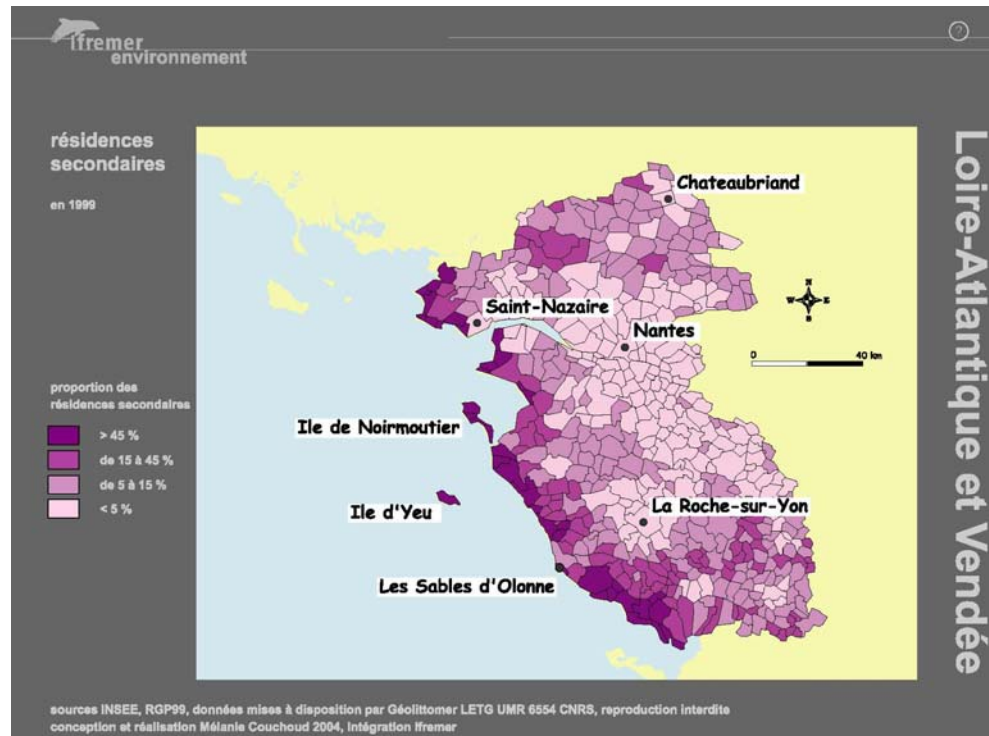 ifremer
environnement
?
résidences
secondaires
en 1999
Loire-Atlantique et Vendée
Chateaubriand
Saint-Nazaire
Nantes
N
W E
S
0 40 km
Ile de Noirmoutier
Ile d'Yeu
La Roche-sur-Yon
Les Sables d'Olonne
proportion des
résidences secondaires
> 45 %
de 15 à 45 %
de 5 à 15 %
< 5 %
sources INSEE, RGP99, données mises à disposition par Géolittomer LETG UMR 6554 CNRS, reproduction interdite
conception et réalisation Mélanie Couchoud 2004, intégration Ifremer